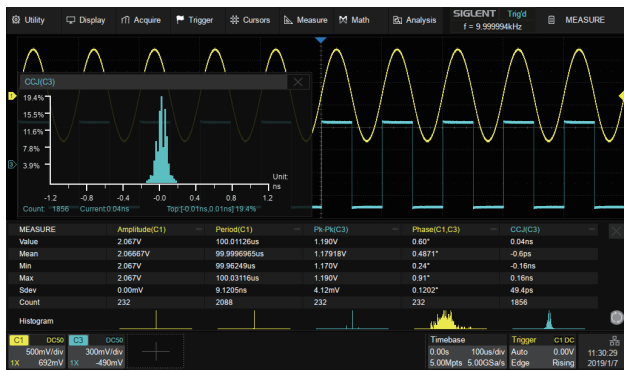 Utility Display Acquire Trigger Cursors Measure Math Analysis SIGLENT Trig'd MEASURE
f = 9.999994kHz
CCJ(C3)
1
19.4%
15.5%
11.6%
7.8%
3
3.9%
Unit:
ns
-1.2 -0.8 -0.4 -0.0 0.4 0.8 1.2
Count 1856 Current:0.04ns Top:[-0.01ns,0.01ns] 19.4%
MEASURE Amplitude(C1) Period(C1) Pk-Pk(C3) Phase(C1,C3) CCJ(C3)
Value 2.067V 100.01126us 1.190V 0.60° 0.04ns
Mean 2.06667V 99.9996965us 1.17918V 0.4871° -0.6ps
Min 2.067V 99.96249us 1.170V 0.24° -0.16ns
Max 2.067V 100.03116us 1.190V 0.91° 0.16ns
Sdev 0.00mV 9.1205ns 4.12mV 0.1202° 49.4ps
Count 232 2088 232 232 1856
Histogram
C1 DC50 C3 DC50 Timebase Trigger C1 DC
500mV/div 300mV/div 0.00s 100us/div Auto 0.00V 11:30:29
1X 692mV 1X -490mV 5.00Mpts 5.00GSa/s Edge Rising 2019/1/7